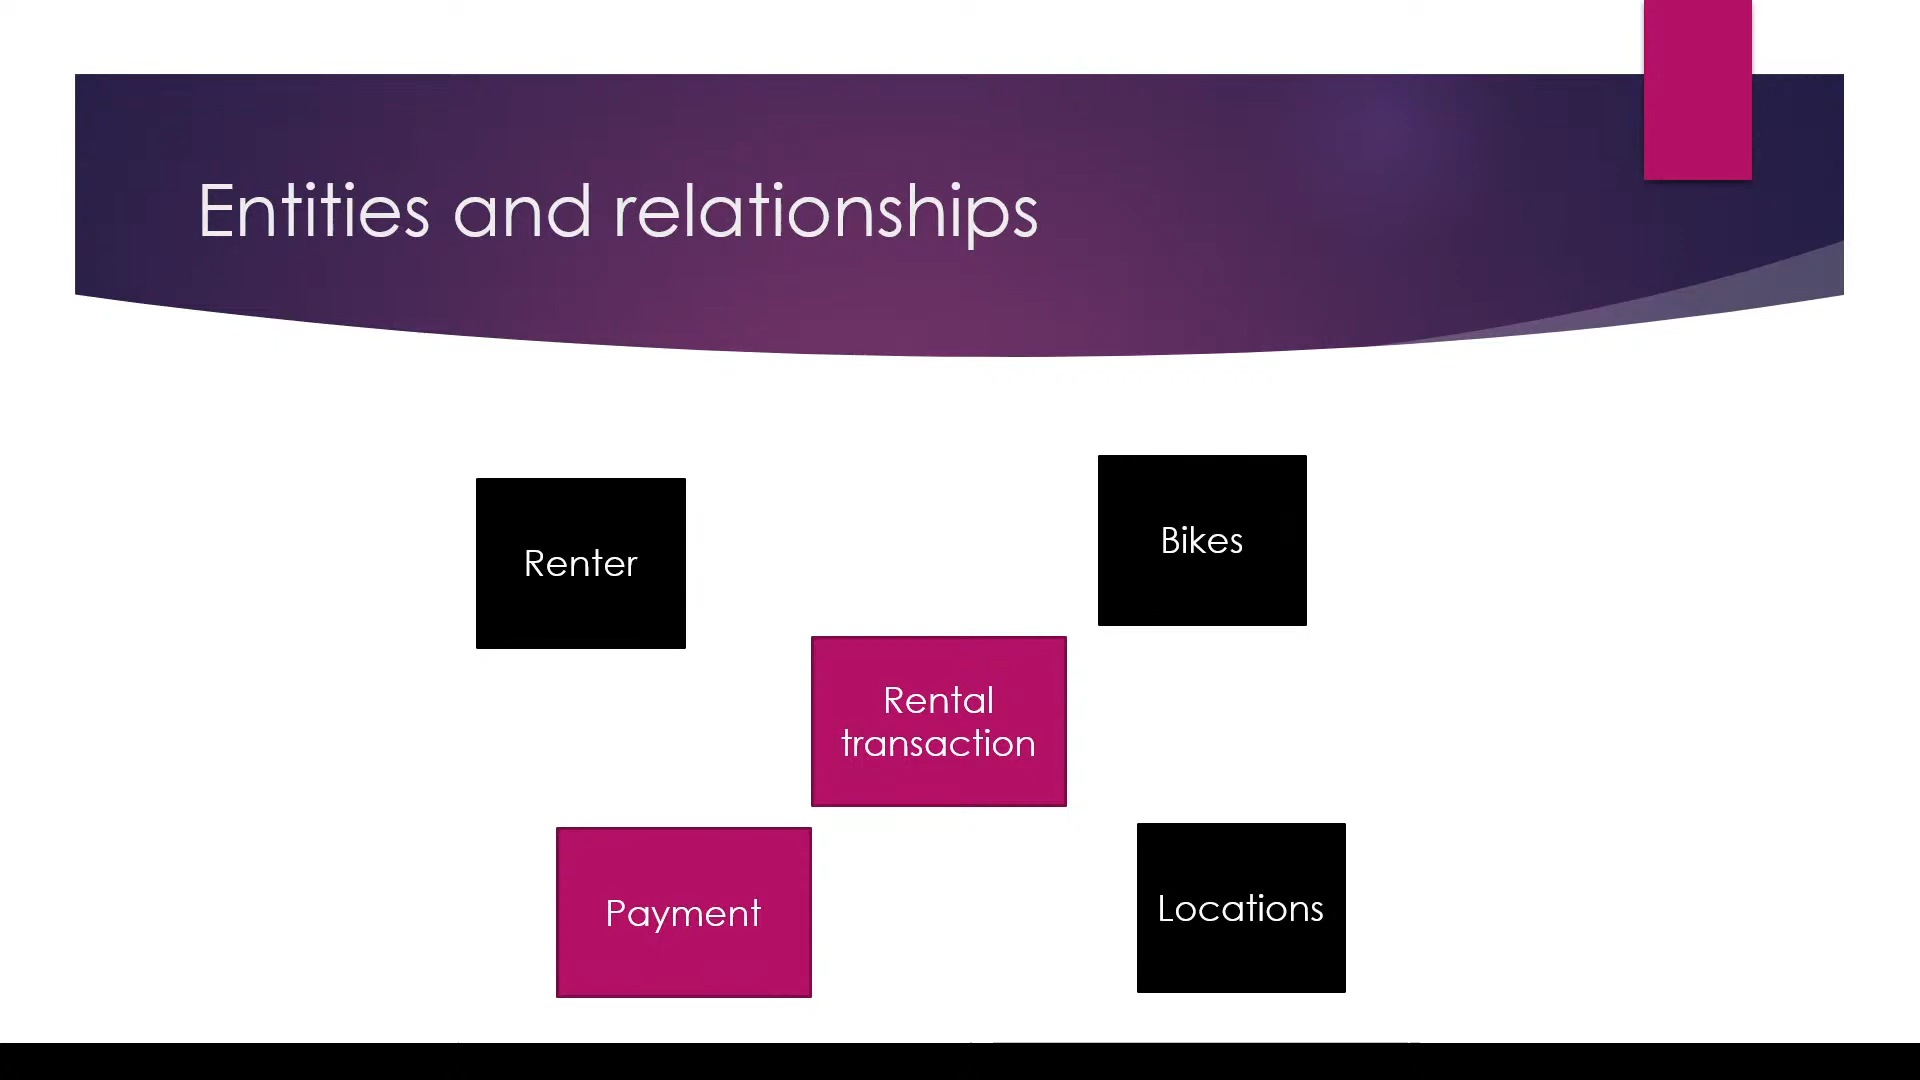 Entities and relationships
Renter
Bikes
Rental
transaction
Payment
Locations